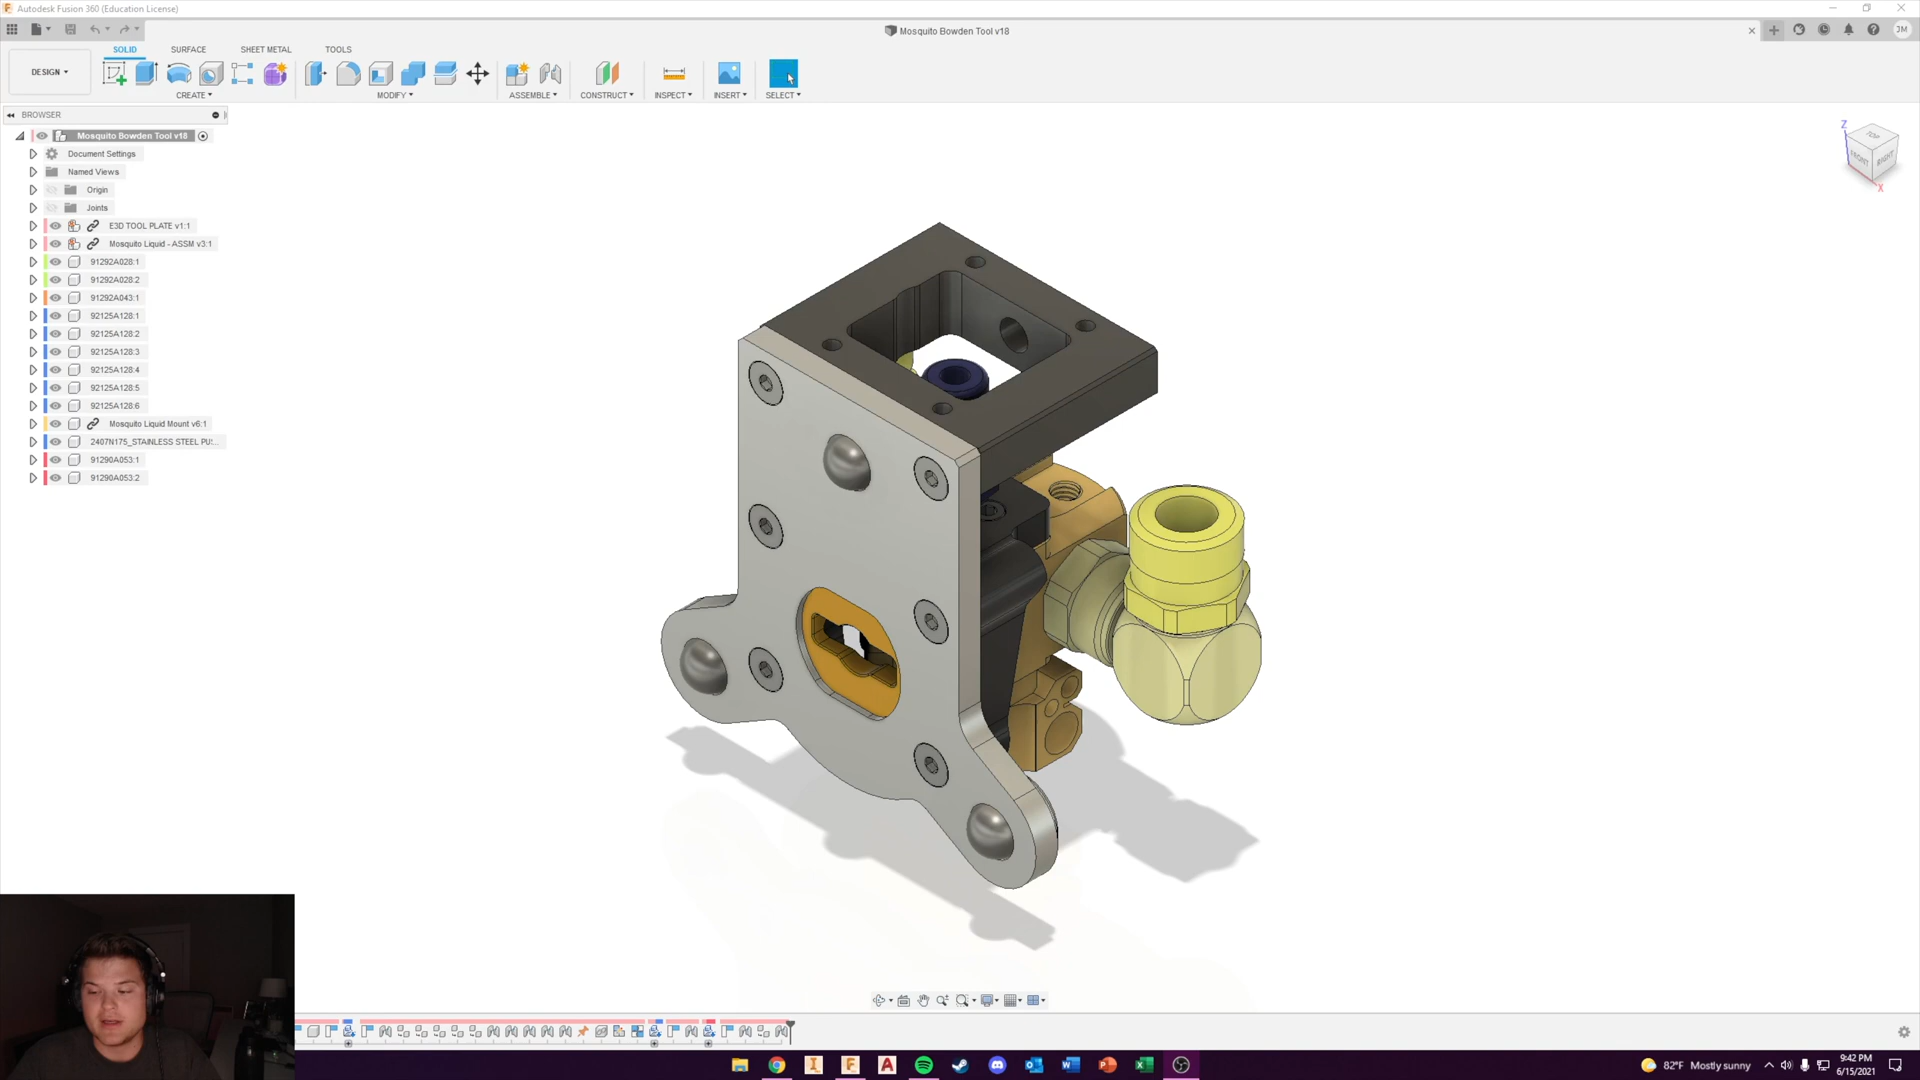 Autodesk Fusion 360 (Education License)
Mosquito Bowden Tool v18
JM
SOLID SURFACE SHEET METAL TOOLS
DESIGN
CREATE MODIFY ASSEMBLE CONSTRUCT INSPECT INSERT SELECT
BROWSER
Mosquito Bowden Tool v18
Document Settings
Named Views
Origin
Joints
E3D TOOL PLATE v1:1
Mosquito Liquid - ASSM v3:1
91292A028:1
91292A028:2
91292A043:1
92125A128:1
92125A128:2
92125A128:3
92125A128:4
92125A128:5
92125A128:6
Mosquito Liquid Mount v6:1
2407N175_STAINLESS STEEL PU...
91290A053:1
91290A053:2
Z
TOP
FRONT RIGHT
X
82°F Mostly sunny
9:42 PM
6/15/2021